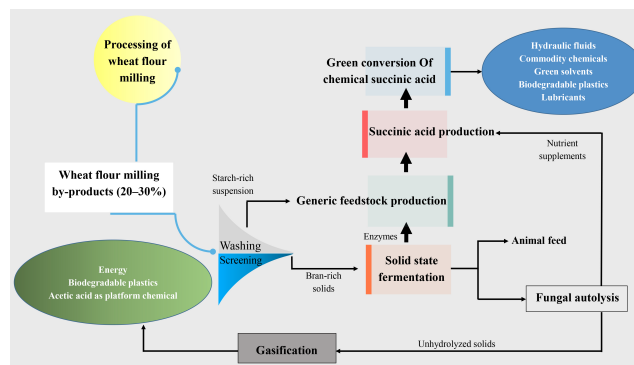 Processing of
wheat flour
milling
Green conversion Of
chemical succinic acid
Hydraulic fluids
Commodity chemicals
Green solvents
Biodegradable plastics
Lubricants
Succinic acid production
Nutrient
supplements
Wheat flour milling
by-products (20–30%)
Starch-rich
suspension
Generic feedstock production
Enzymes
Washing
Screening
Bran-rich
solids
Solid state
fermentation
Animal feed
Fungal autolysis
Energy
Biodegradable plastics
Acetic acid as platform chemical
Gasification
Unhydrolyzed solids